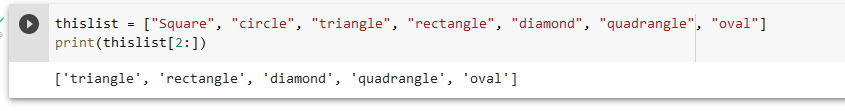 thislist = ["Square", "circle", "triangle", "rectangle", "diamond", "quadrangle", "oval"]
print(thislist[2:])
['triangle', 'rectangle', 'diamond', 'quadrangle', 'oval']